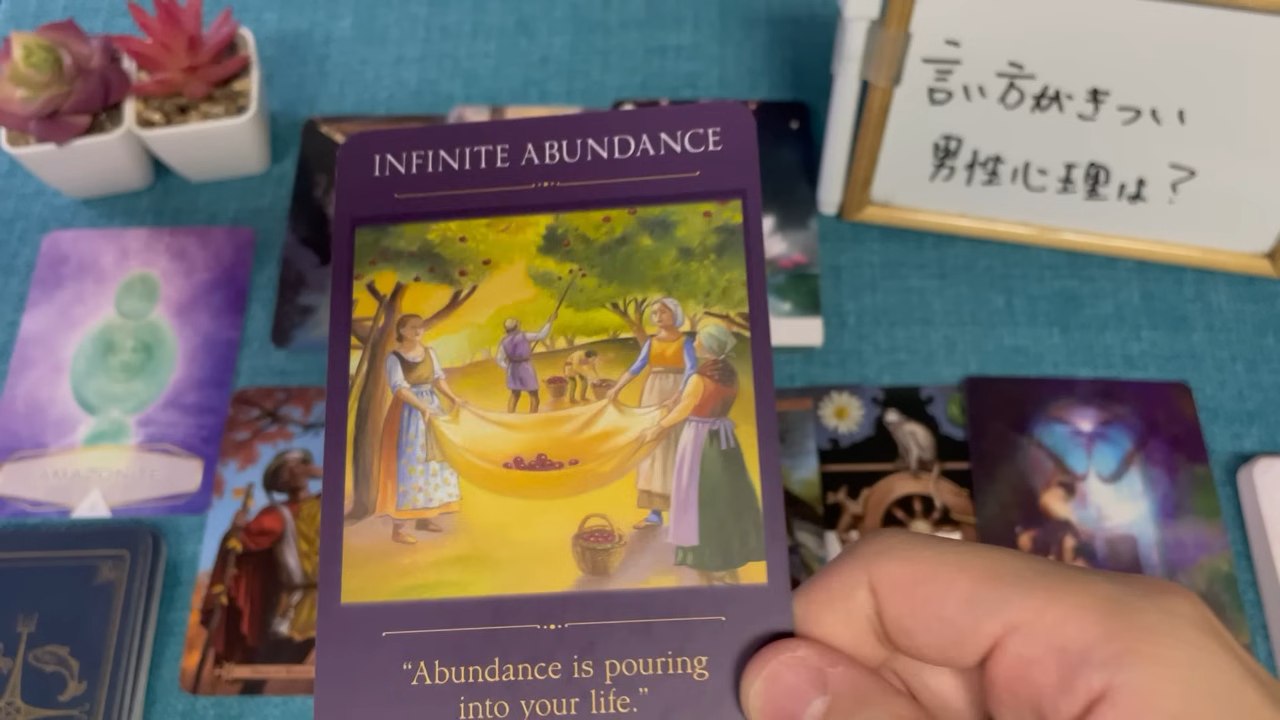 言い方がきつい
男性心理は？
INFINITE ABUNDANCE
AMAZONITE
“Abundance is pouring
into your life.”